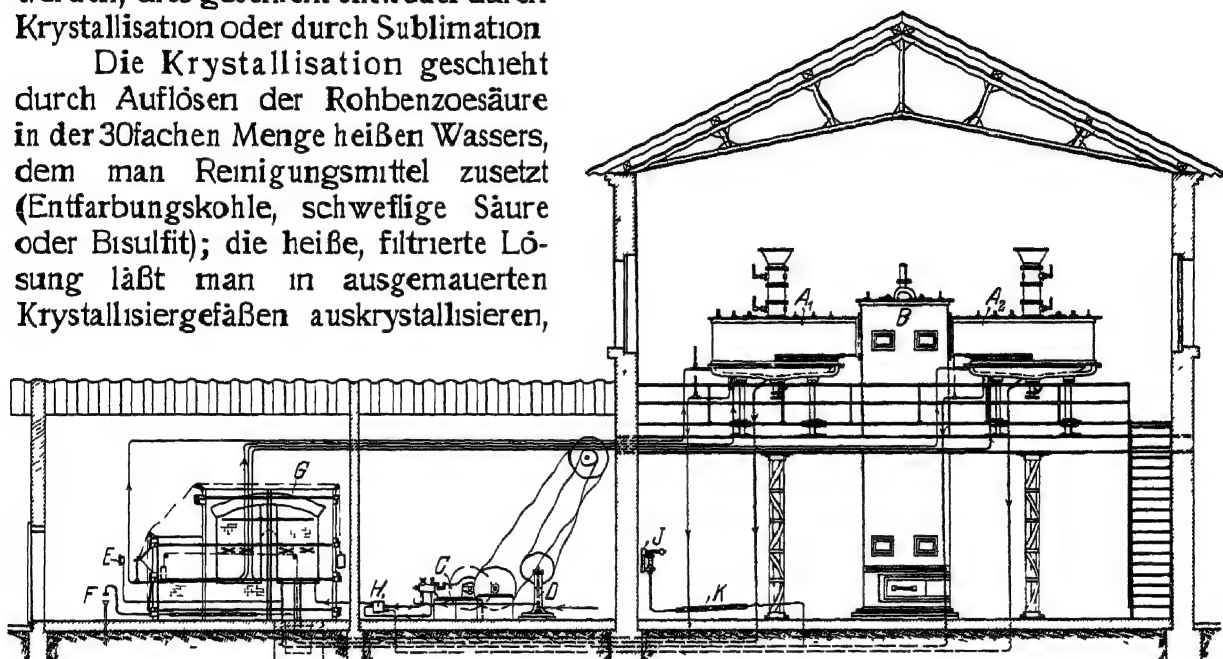 Krystallisation oder durch Sublimation
Die Krystallisation geschieht
durch Auflösen der Rohbenzoesäure
in der 30fachen Menge heißen Wassers,
dem man Reinigungsmittel zusetzt
(Entfarbungskohle, schweflige Säure
oder Bisulfit); die heiße, filtrierte Lö-
sung läßt man in ausgemauerten
Krystallisiergefäßen auskrystallisieren,
A₁
B
A₂
G
E
F
H
C
D
J
K